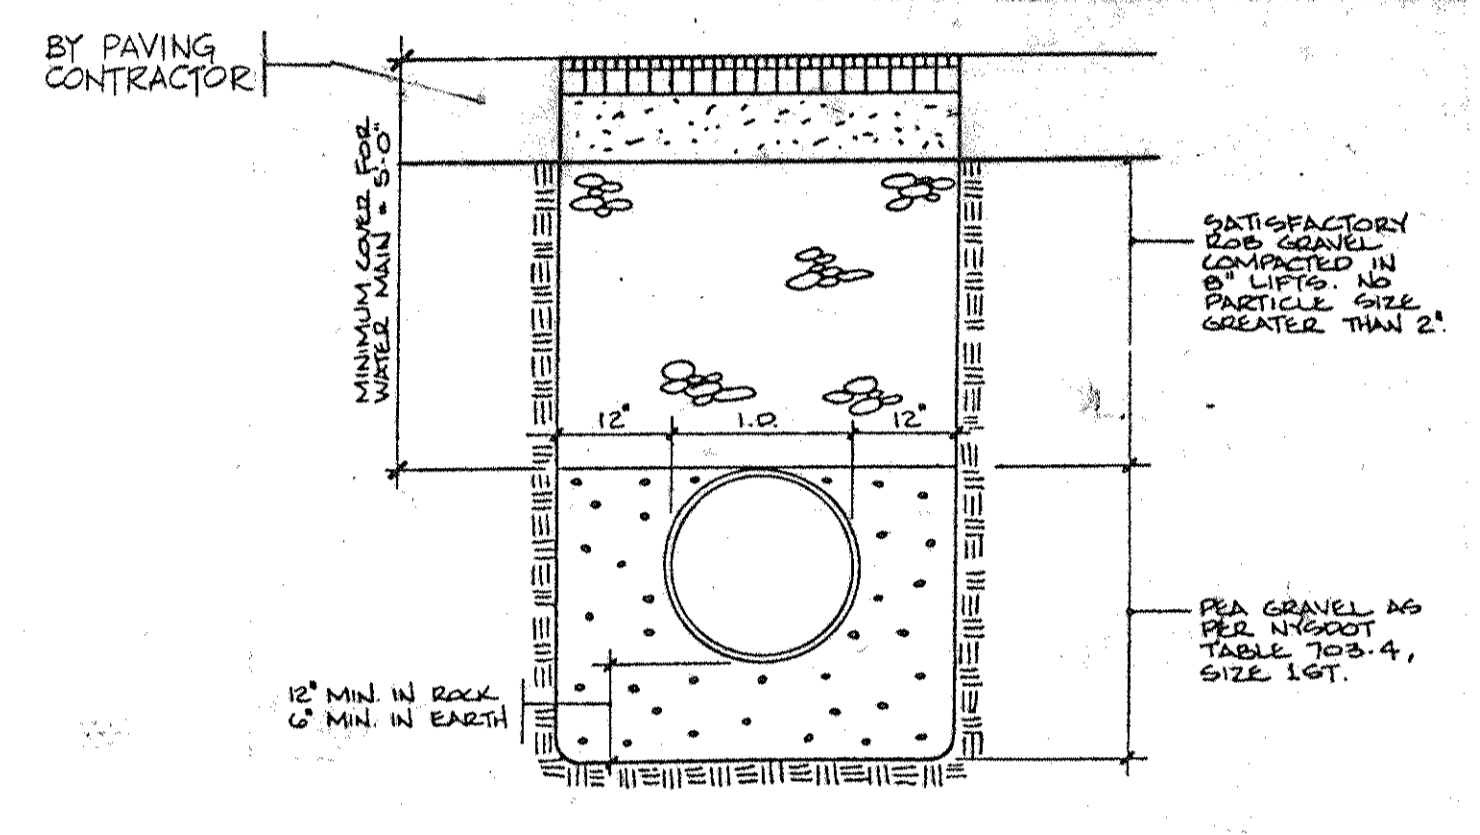 BY PAVING
CONTRACTOR
MINIMUM COVER FOR
WATER MAIN = 5'-0"
SATISFACTORY
ROB GRAVEL
COMPACTED IN
8" LIFTS. NO
PARTICLE SIZE
GREATER THAN 2".
12" I.D. 12"
PEA GRAVEL AS
PER NYSDOT
TABLE 703-4,
SIZE 1ST.
12" MIN. IN ROCK
6" MIN. IN EARTH